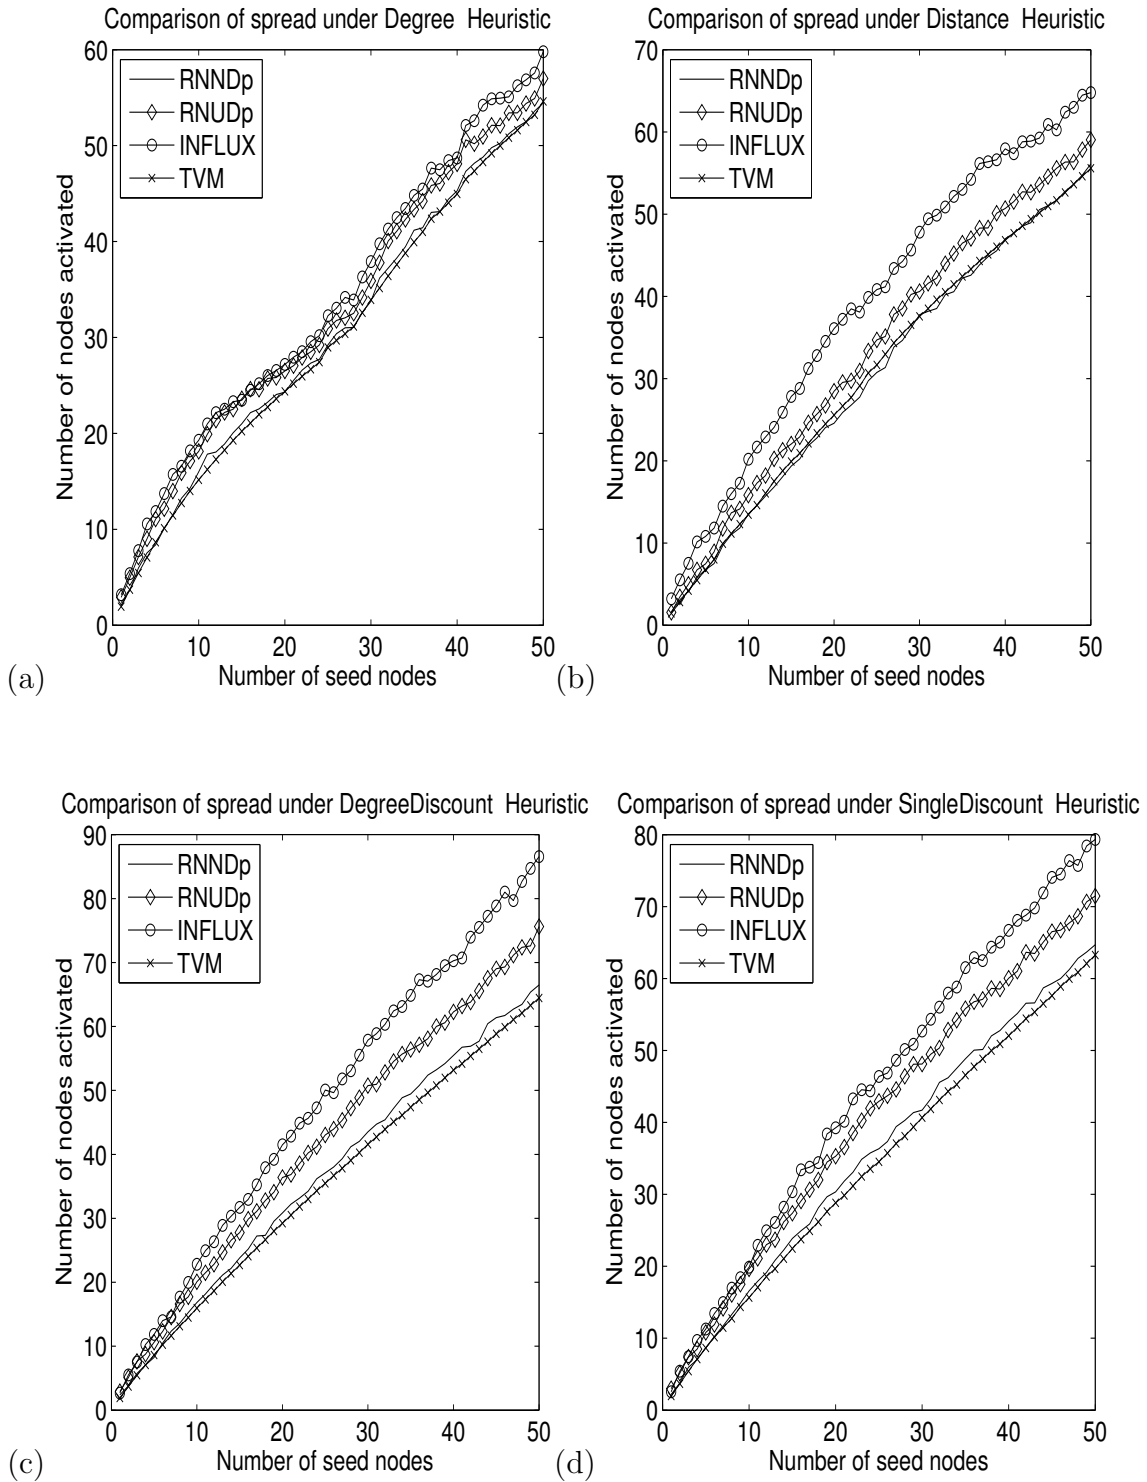 Comparison of spread under Degree Heuristic
60
50
40
30
20
10
0
Number of nodes activated
RNNDp
RNUDp
INFLUX
TVM
0 10 20 30 40 50
Number of seed nodes
(a)
Comparison of spread under Distance Heuristic
70
60
50
40
30
20
10
0
Number of nodes activated
RNNDp
RNUDp
INFLUX
TVM
0 10 20 30 40 50
Number of seed nodes
(b)
Comparison of spread under DegreeDiscount Heuristic
90
80
70
60
50
40
30
20
10
0
Number of nodes activated
RNNDp
RNUDp
INFLUX
TVM
0 10 20 30 40 50
Number of seed nodes
(c)
Comparison of spread under SingleDiscount Heuristic
80
70
60
50
40
30
20
10
0
Number of nodes activated
RNNDp
RNUDp
INFLUX
TVM
0 10 20 30 40 50
Number of seed nodes
(d)